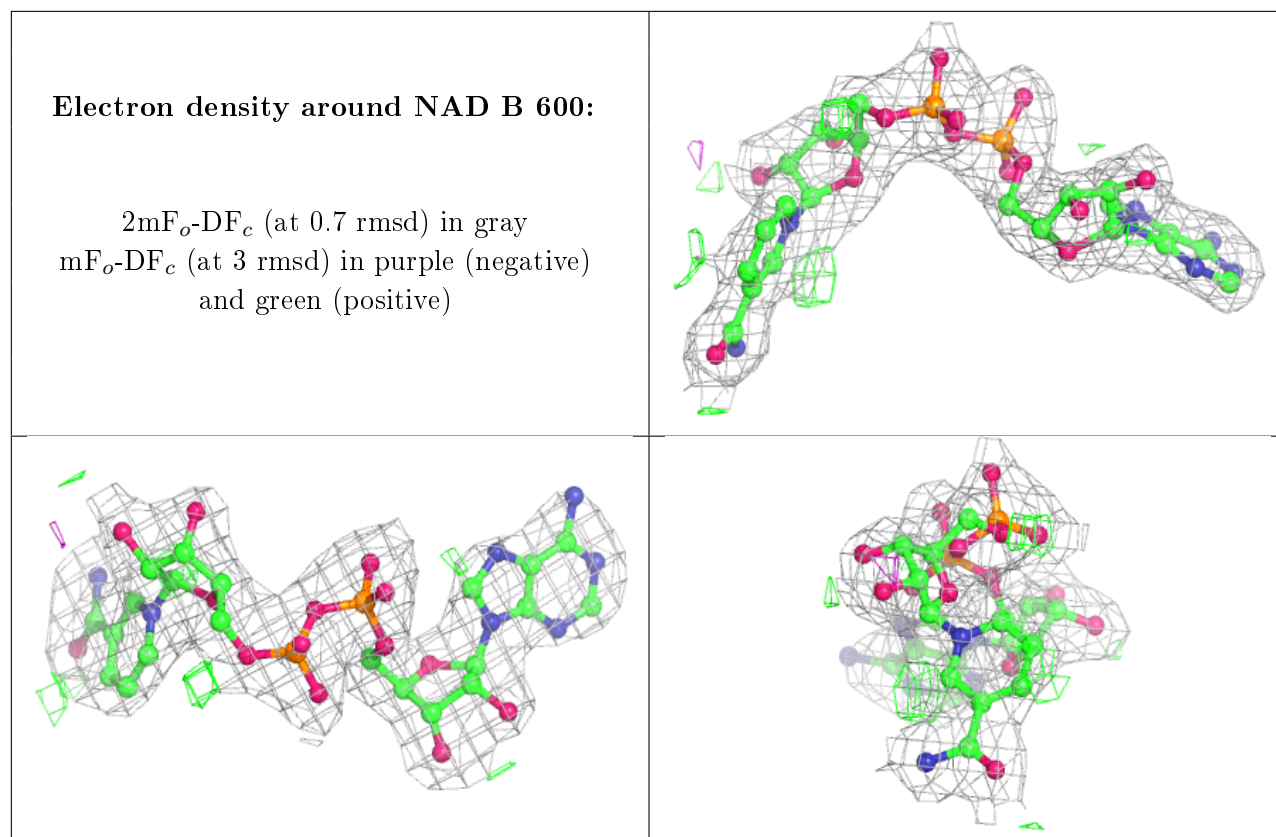 Electron density around NAD B 600:
2mFₒ-DF𝒸 (at 0.7 rmsd) in gray
mFₒ-DF𝒸 (at 3 rmsd) in purple (negative)
and green (positive)